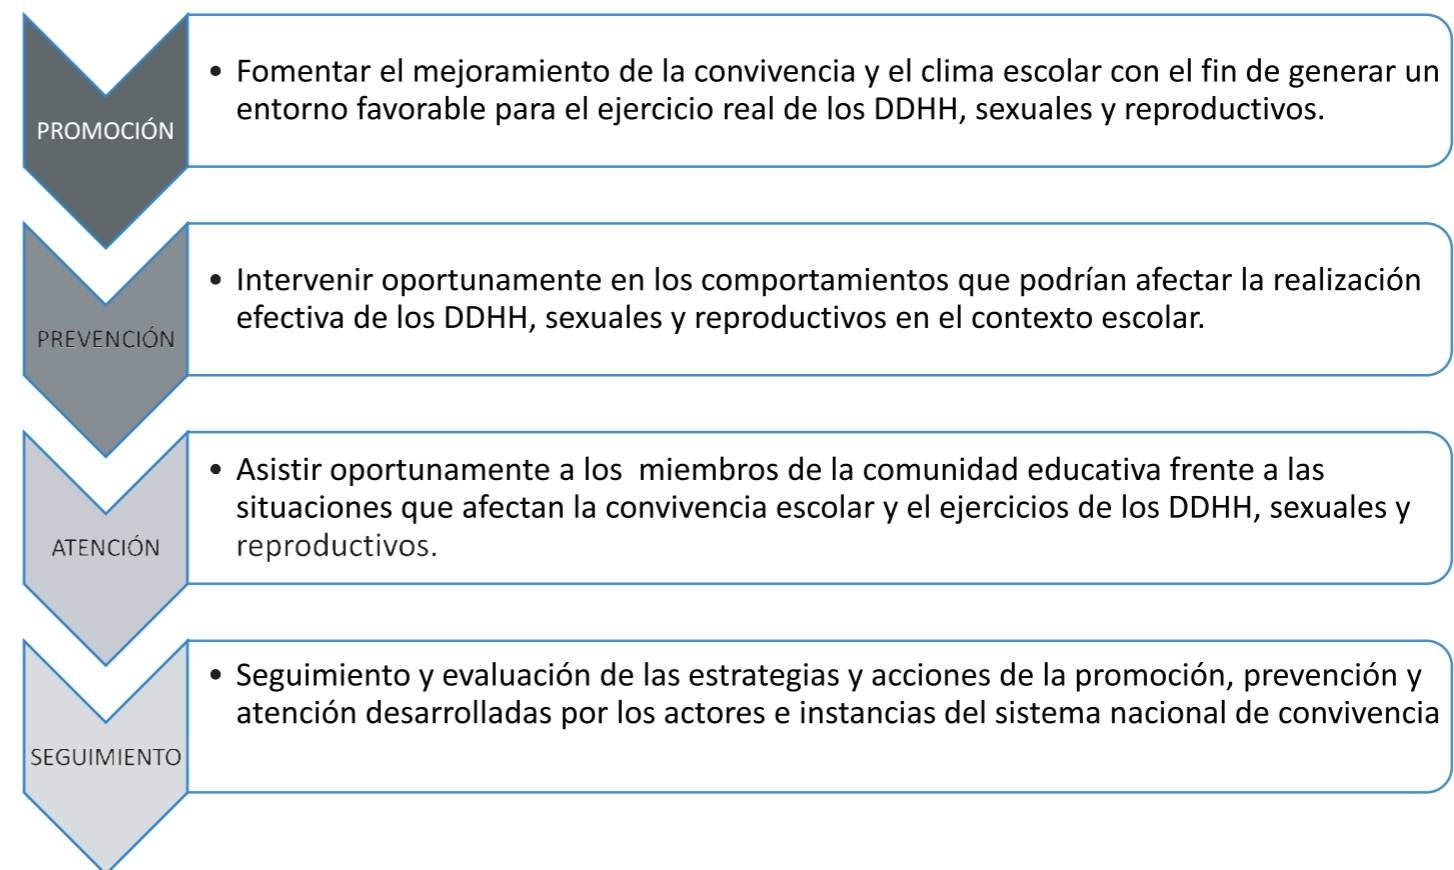 PROMOCIÓN
• Fomentar el mejoramiento de la convivencia y el clima escolar con el fin de generar un
entorno favorable para el ejercicio real de los DDHH, sexuales y reproductivos.
PREVENCIÓN
• Intervenir oportunamente en los comportamientos que podrían afectar la realización
efectiva de los DDHH, sexuales y reproductivos en el contexto escolar.
ATENCIÓN
• Asistir oportunamente a los  miembros de la comunidad educativa frente a las
situaciones que afectan la convivencia escolar y el ejercicios de los DDHH, sexuales y
reproductivos.
SEGUIMIENTO
• Seguimiento y evaluación de las estrategias y acciones de la promoción, prevención y
atención desarrolladas por los actores e instancias del sistema nacional de convivencia